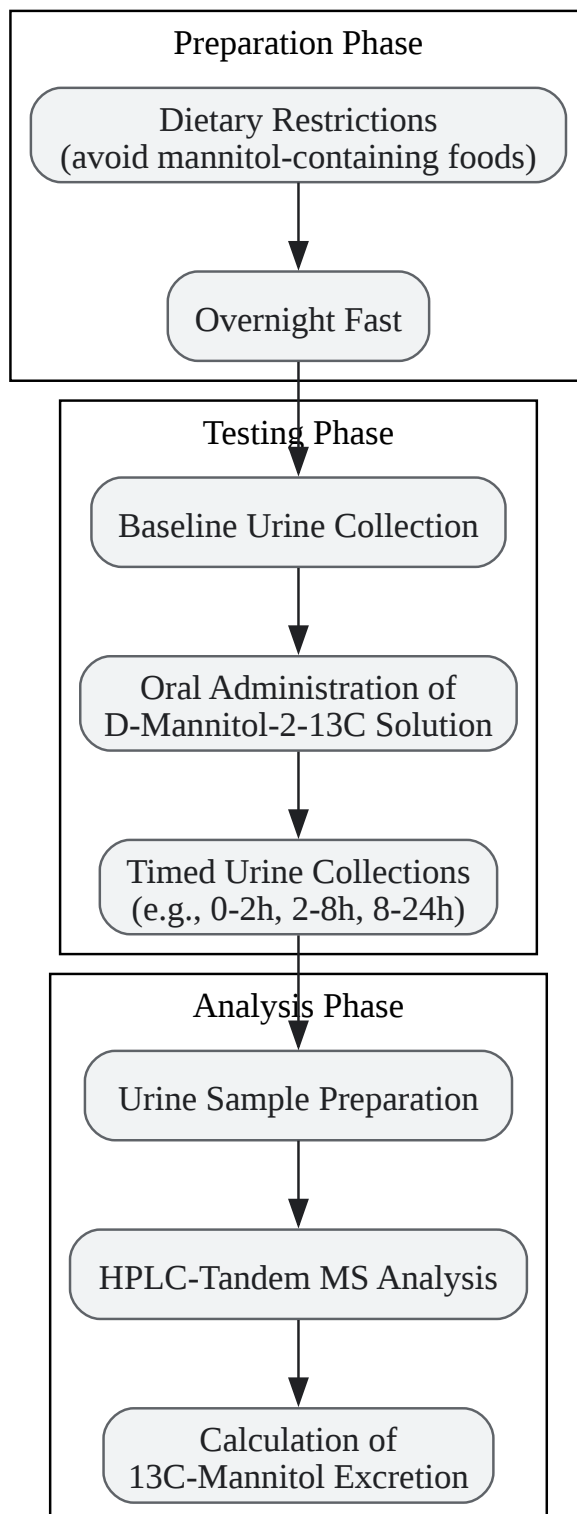 Preparation Phase
Dietary Restrictions
(avoid mannitol-containing foods)
Overnight Fast
Testing Phase
Baseline Urine Collection
Oral Administration of
D-Mannitol-2-13C Solution
Timed Urine Collections
(e.g., 0-2h, 2-8h, 8-24h)
Analysis Phase
Urine Sample Preparation
HPLC-Tandem MS Analysis
Calculation of
13C-Mannitol Excretion